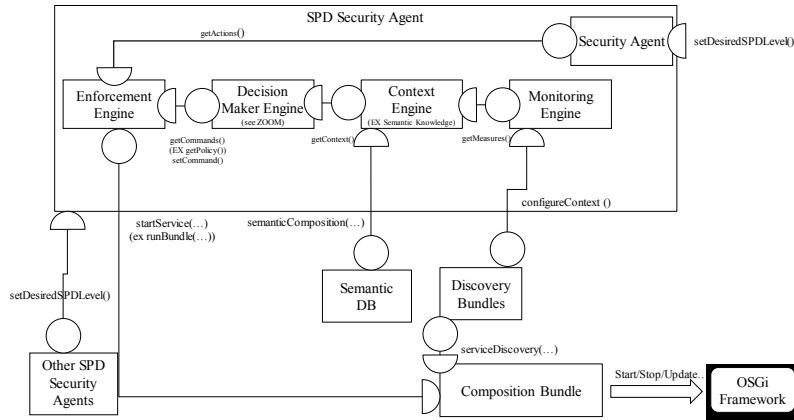 SPD Security Agent
getActions()
Security Agent
setDesiredSPDLevel()
Enforcement
Engine
Decision
Maker Engine
(see ZOOM)
Context
Engine
(EX Semantic Knowledge)
Monitoring
Engine
getCommands()
(EX getPolicy())
setCommand()
getContext()
getMeasures()
startService(…)
(ex runBundle(…))
semanticComposition(…)
configureContext ()
setDesiredSPDLevel()
Semantic
DB
Discovery
Bundles
serviceDiscovery(…)
Other SPD
Security
Agents
Composition Bundle
Start/Stop/Update..
OSGi
Framework